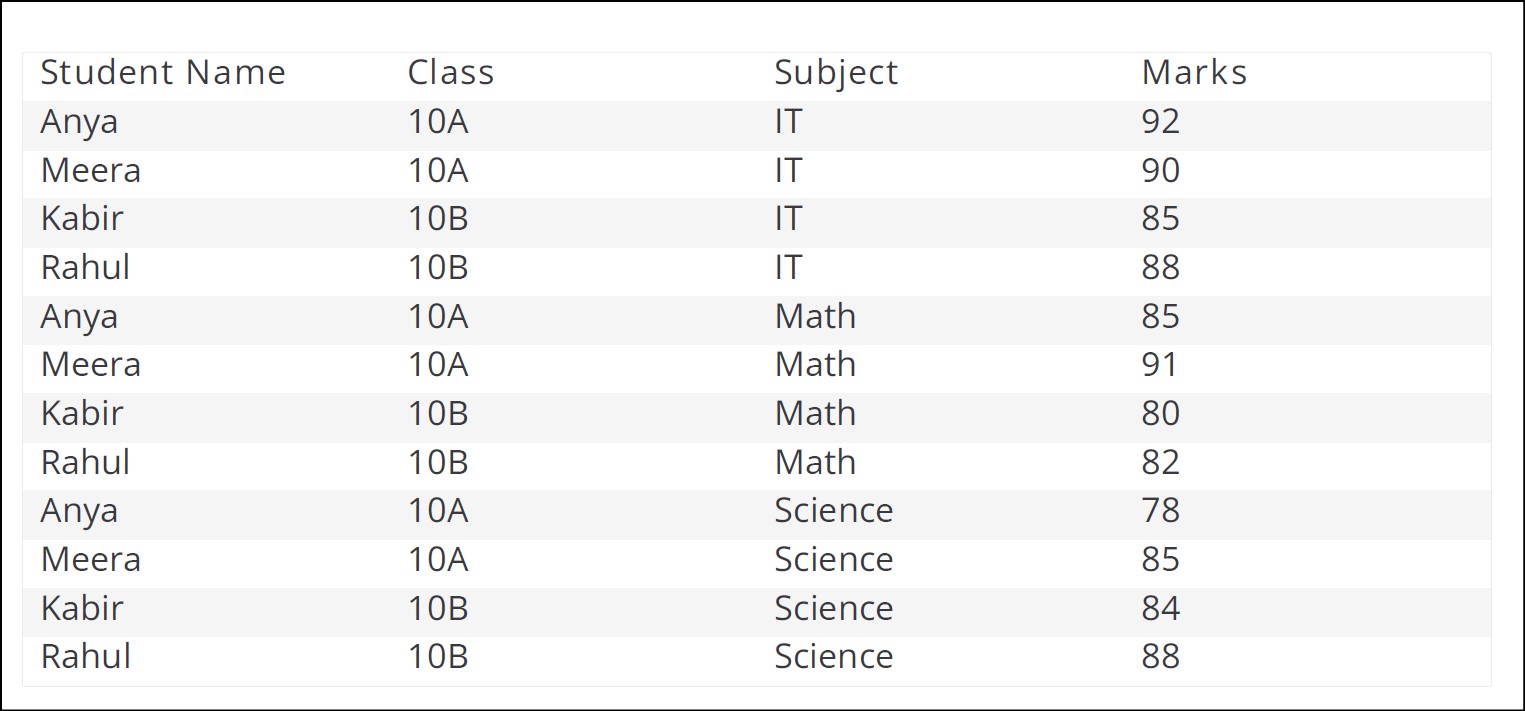 Student Name Class Subject Marks
Anya 10A IT 92
Meera 10A IT 90
Kabir 10B IT 85
Rahul 10B IT 88
Anya 10A Math 85
Meera 10A Math 91
Kabir 10B Math 80
Rahul 10B Math 82
Anya 10A Science 78
Meera 10A Science 85
Kabir 10B Science 84
Rahul 10B Science 88